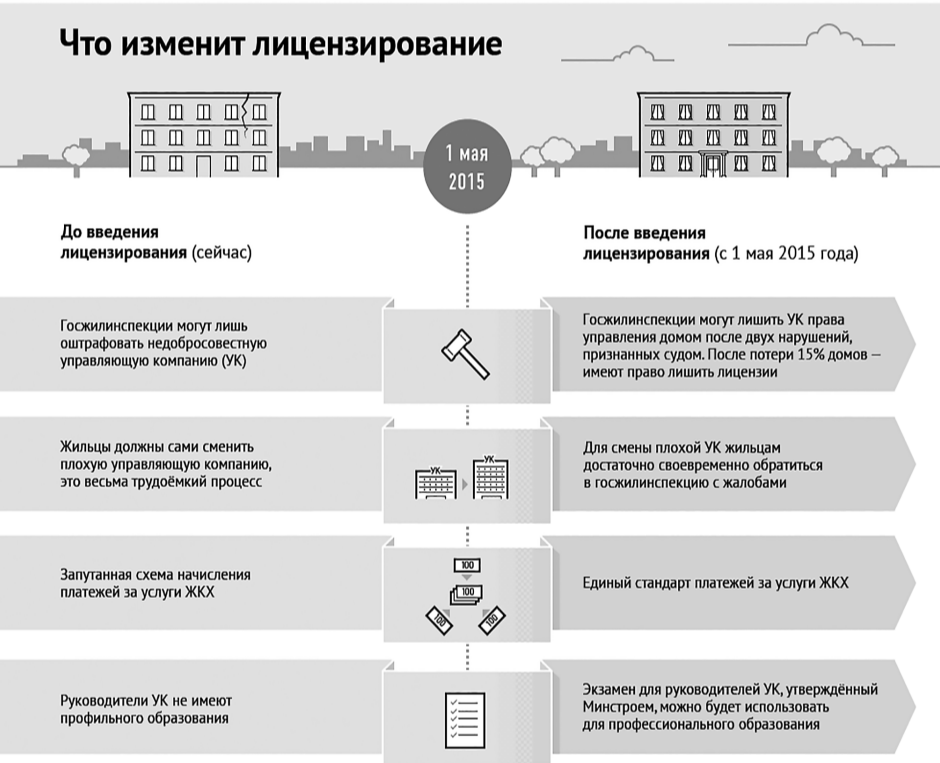 Что изменит лицензирование
1 мая
2015
До введения
лицензирования (сейчас)
После введения
лицензирования (с 1 мая 2015 года)
Госжилинспекции могут лишь
оштрафовать недобросовестную
управляющую компанию (УК)
Госжилинспекции могут лишить УК права
управления домом после двух нарушений,
признанных судом. После потери 15% домов —
имеют право лишить лицензии
Жильцы должны сами сменить
плохую управляющую компанию,
это весьма трудоёмкий процесс
УК
УК
Для смены плохой УК жильцам
достаточно своевременно обратиться
в госжилинспекцию с жалобами
Запутанная схема начисления
платежей за услуги ЖКХ
100
100
100
100
Единый стандарт платежей за услуги ЖКХ
Руководители УК не имеют
профильного образования
Экзамен для руководителей УК, утверждённый
Минстроем, можно будет использовать
для профессионального образования